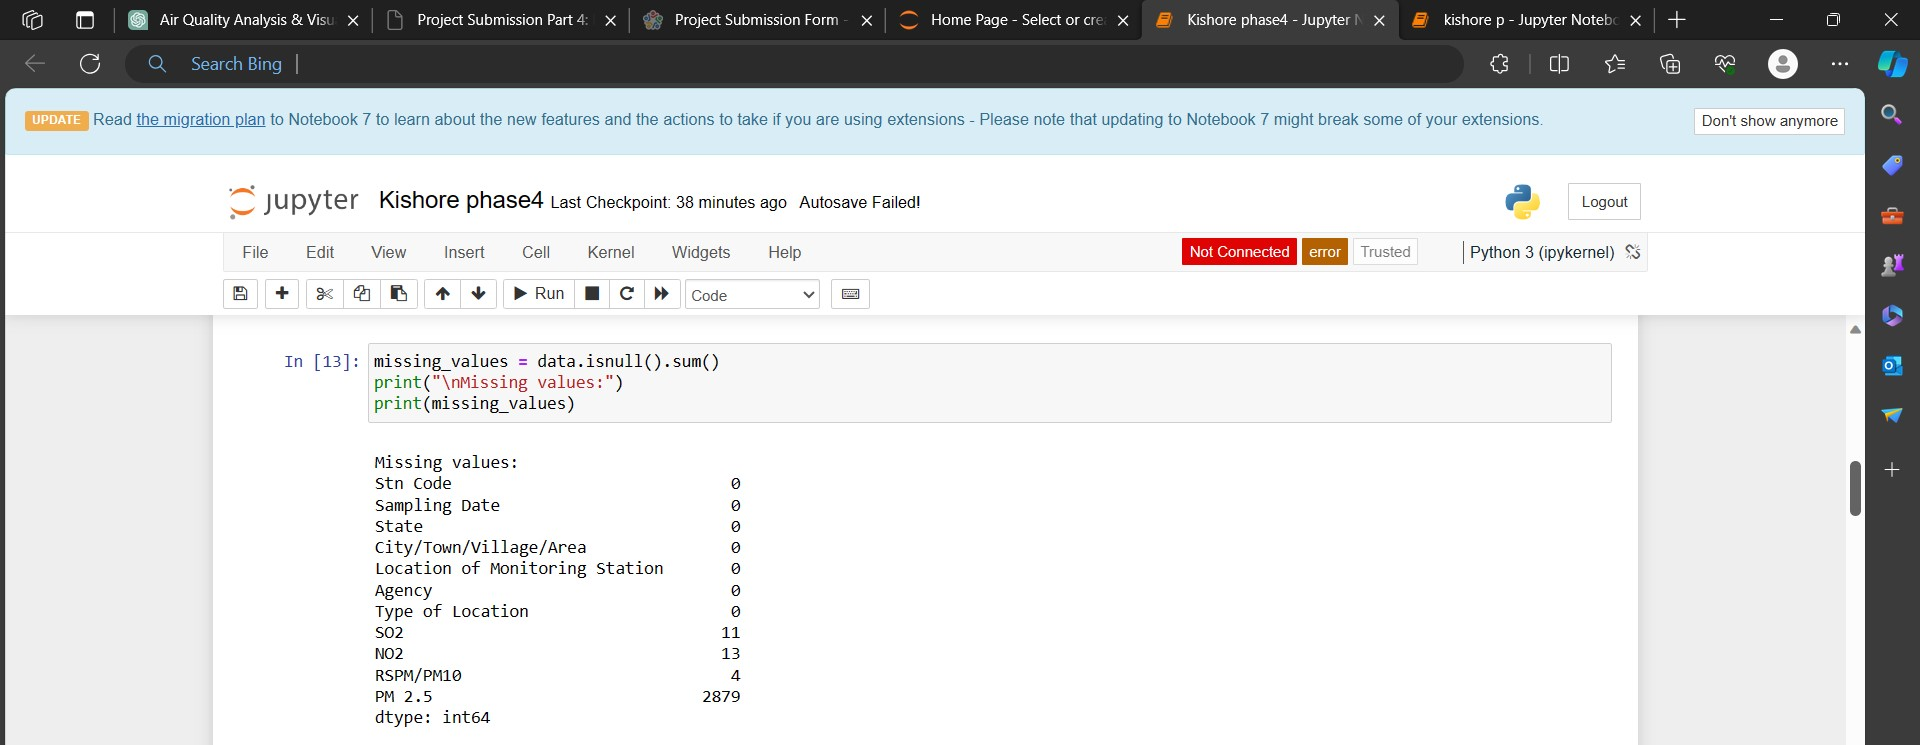 Air Quality Analysis & Visu
Project Submission Part 4:
Project Submission Form -
Home Page - Select or cre
Kishore phase4 - Jupyter N
kishore p - Jupyter Notebo
Search Bing
UPDATE Read the migration plan to Notebook 7 to learn about the new features and the actions to take if you are using extensions - Please note that updating to Notebook 7 might break some of your extensions.
Don't show anymore
jupyter Kishore phase4 Last Checkpoint: 38 minutes ago Autosave Failed!
Logout
File Edit View Insert Cell Kernel Widgets Help
Not Connected error Trusted Python 3 (ipykernel)
Run Code
In [13]: missing_values = data.isnull().sum()
print("\nMissing values:")
print(missing_values)
Missing values:
Stn Code 0
Sampling Date 0
State 0
City/Town/Village/Area 0
Location of Monitoring Station 0
Agency 0
Type of Location 0
SO2 11
NO2 13
RSPM/PM10 4
PM 2.5 2879
dtype: int64